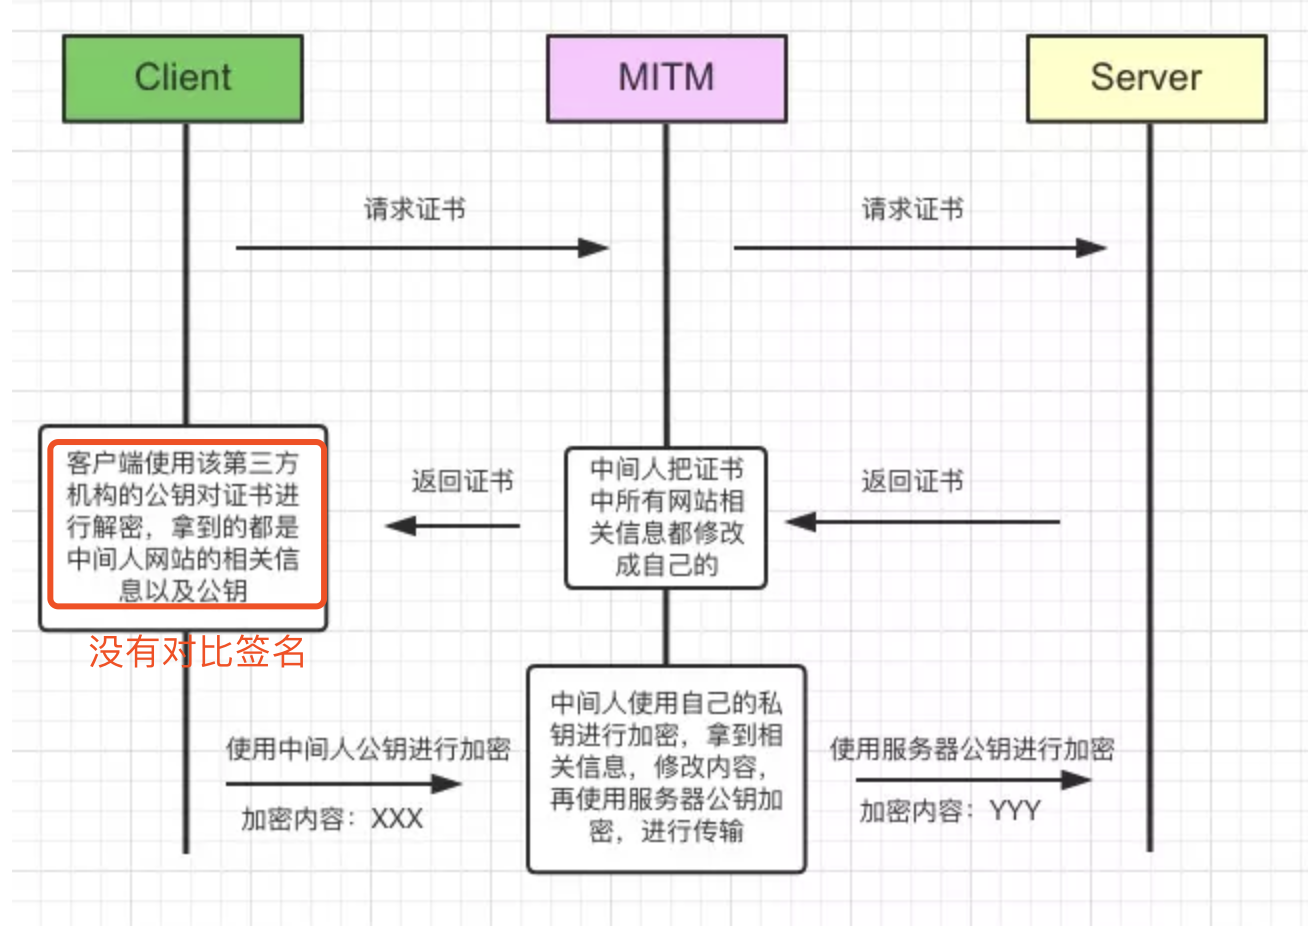 Client
MITM
Server
请求证书
请求证书
客户端使用该第三方
机构的公钥对证书进
行解密，拿到的都是
中间人网站的相关信
息以及公钥
没有对比签名
返回证书
中间人把证书
中所有网站相
关信息都修改
成自己的
返回证书
使用中间人公钥进行加密
加密内容：XXX
中间人使用自己的私
钥进行加密，拿到相
关信息，修改内容，
再使用服务器公钥加
密，进行传输
使用服务器公钥进行加密
加密内容：YYY